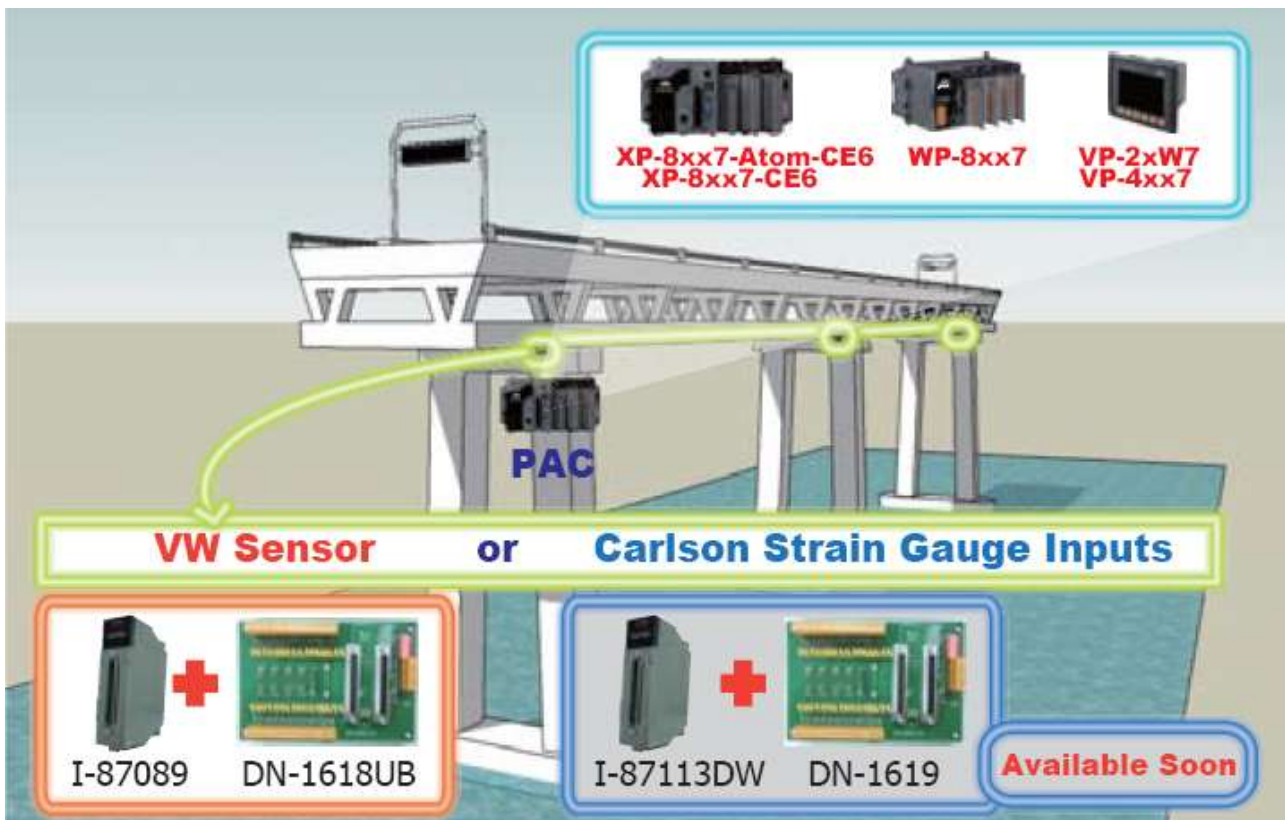 XP-8xx7-Atom-CE6
XP-8xx7-CE6
WP-8xx7
VP-2xW7
VP-4xx7
PAC
VW Sensor or Carlson Strain Gauge Inputs
I-87089
DN-1618UB
I-87113DW
DN-1619
Available Soon